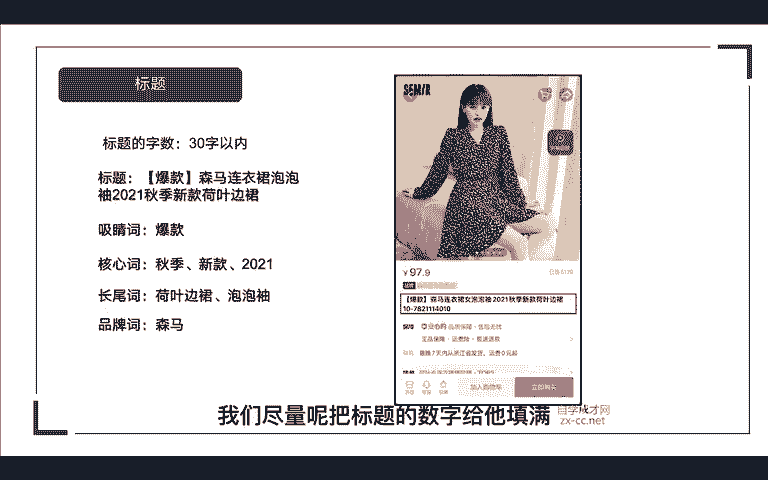 标题
标题的字数：30字以内
标题：【爆款】森马连衣裙泡泡
袖2021秋季新款荷叶边裙
吸睛词：爆款
核心词：秋季、新款、2021
长尾词：荷叶边裙、泡泡袖
品牌词：森马
SEMIR
¥97.9
【爆款】森马连衣裙女泡泡袖2021秋季新款荷叶边裙
10-7821114010
加入购物车
立即购买
我们尽量呢把标题的数字给他填满
自学成才网
zx-cc.net